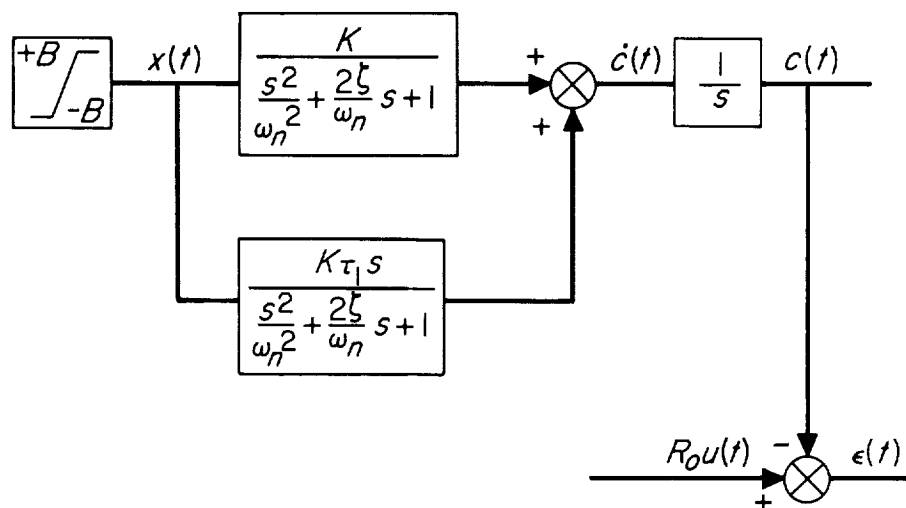 +B
-B
x(t)
K
s²/ωn² + 2ζ/ωn s + 1
+
+
ċ(t)
1/s
c(t)
Kτ₁s
s²/ωn² + 2ζ/ωn s + 1
R₀u(t)
-
+
ϵ(t)